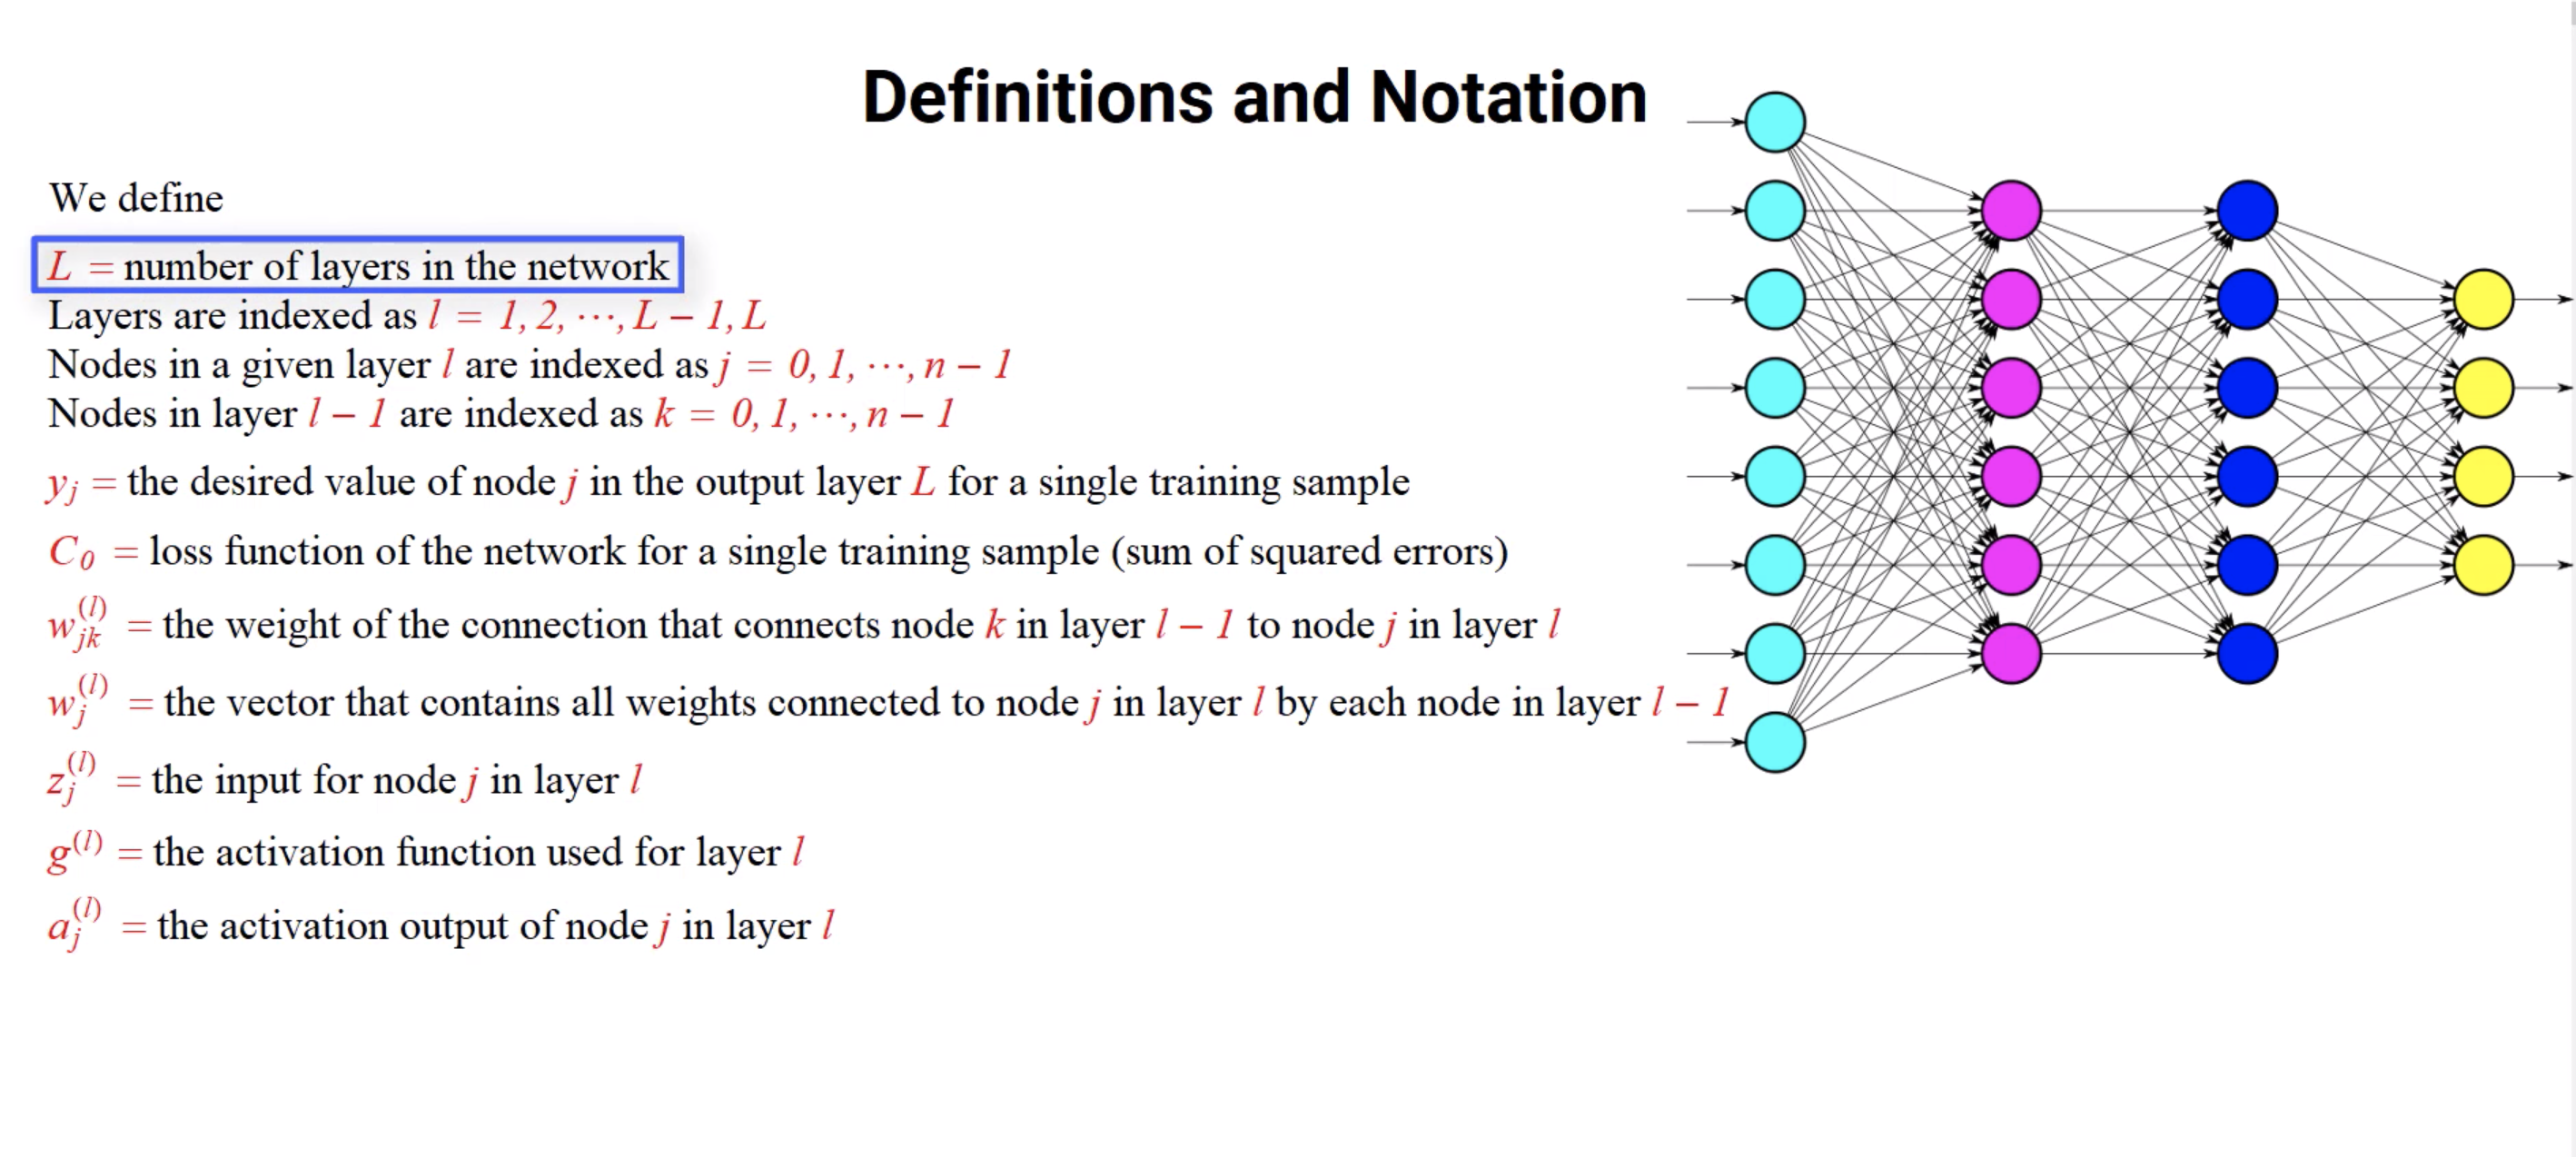 Definitions and Notation
We define
L = number of layers in the network
Layers are indexed as l = 1, 2, ⋯, L − 1, L
Nodes in a given layer l are indexed as j = 0, 1, ⋯, n − 1
Nodes in layer l − 1 are indexed as k = 0, 1, ⋯, n − 1
y_j = the desired value of node j in the output layer L for a single training sample
C_0 = loss function of the network for a single training sample (sum of squared errors)
w_{jk}^{(l)} = the weight of the connection that connects node k in layer l − 1 to node j in layer l
w_j^{(l)} = the vector that contains all weights connected to node j in layer l by each node in layer l − 1
z_j^{(l)} = the input for node j in layer l
g^{(l)} = the activation function used for layer l
a_j^{(l)} = the activation output of node j in layer l